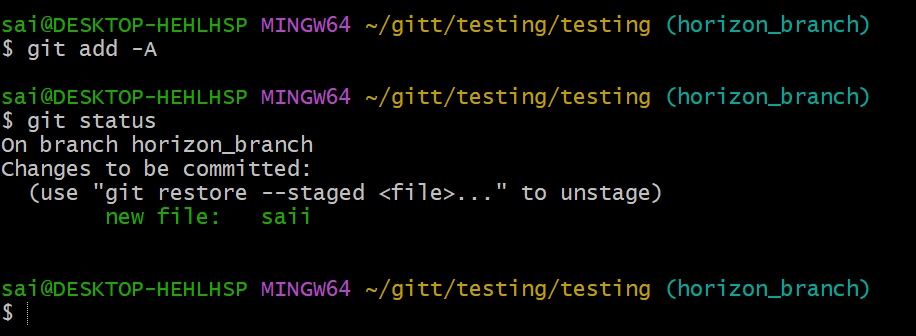 sai@DESKTOP-HEHLHSP MINGW64 ~/gitt/testing/testing (horizon_branch)
$ git add -A
sai@DESKTOP-HEHLHSP MINGW64 ~/gitt/testing/testing (horizon_branch)
$ git status
On branch horizon_branch
Changes to be committed:
  (use "git restore --staged <file>..." to unstage)
        new file:   saii
sai@DESKTOP-HEHLHSP MINGW64 ~/gitt/testing/testing (horizon_branch)
$